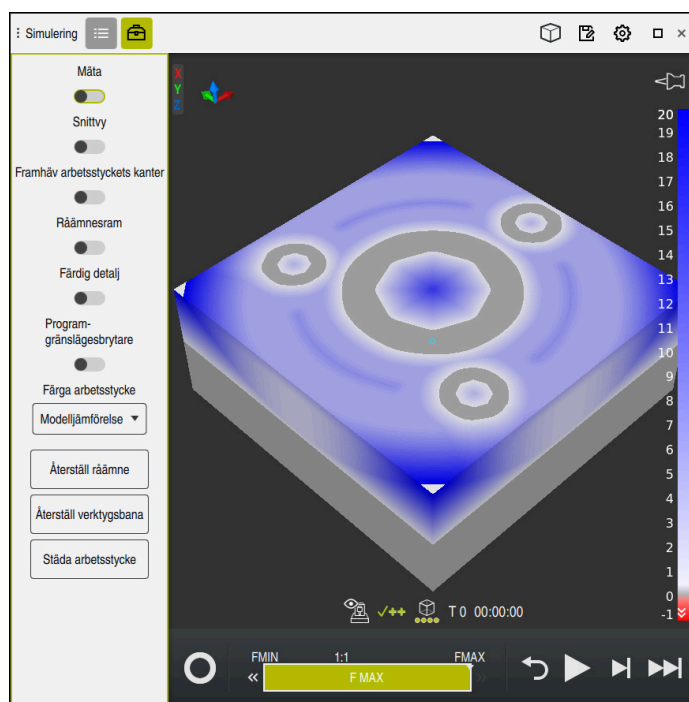 Simulering
Mäta
Snittvy
Framhäv arbetsstyckets kanter
Råämnesram
Färdig detalj
Program-
gränslägesbrytare
Färga arbetsstycke
Modelljämförelse
Återställ råämne
Återställ verktygsbana
Städa arbetsstycke
X
Y
Z
20
19
18
17
16
15
14
13
12
11
10
9
8
7
6
5
4
3
2
1
0
-1
T 0 00:00:00
FMIN 1:1 FMAX
F MAX